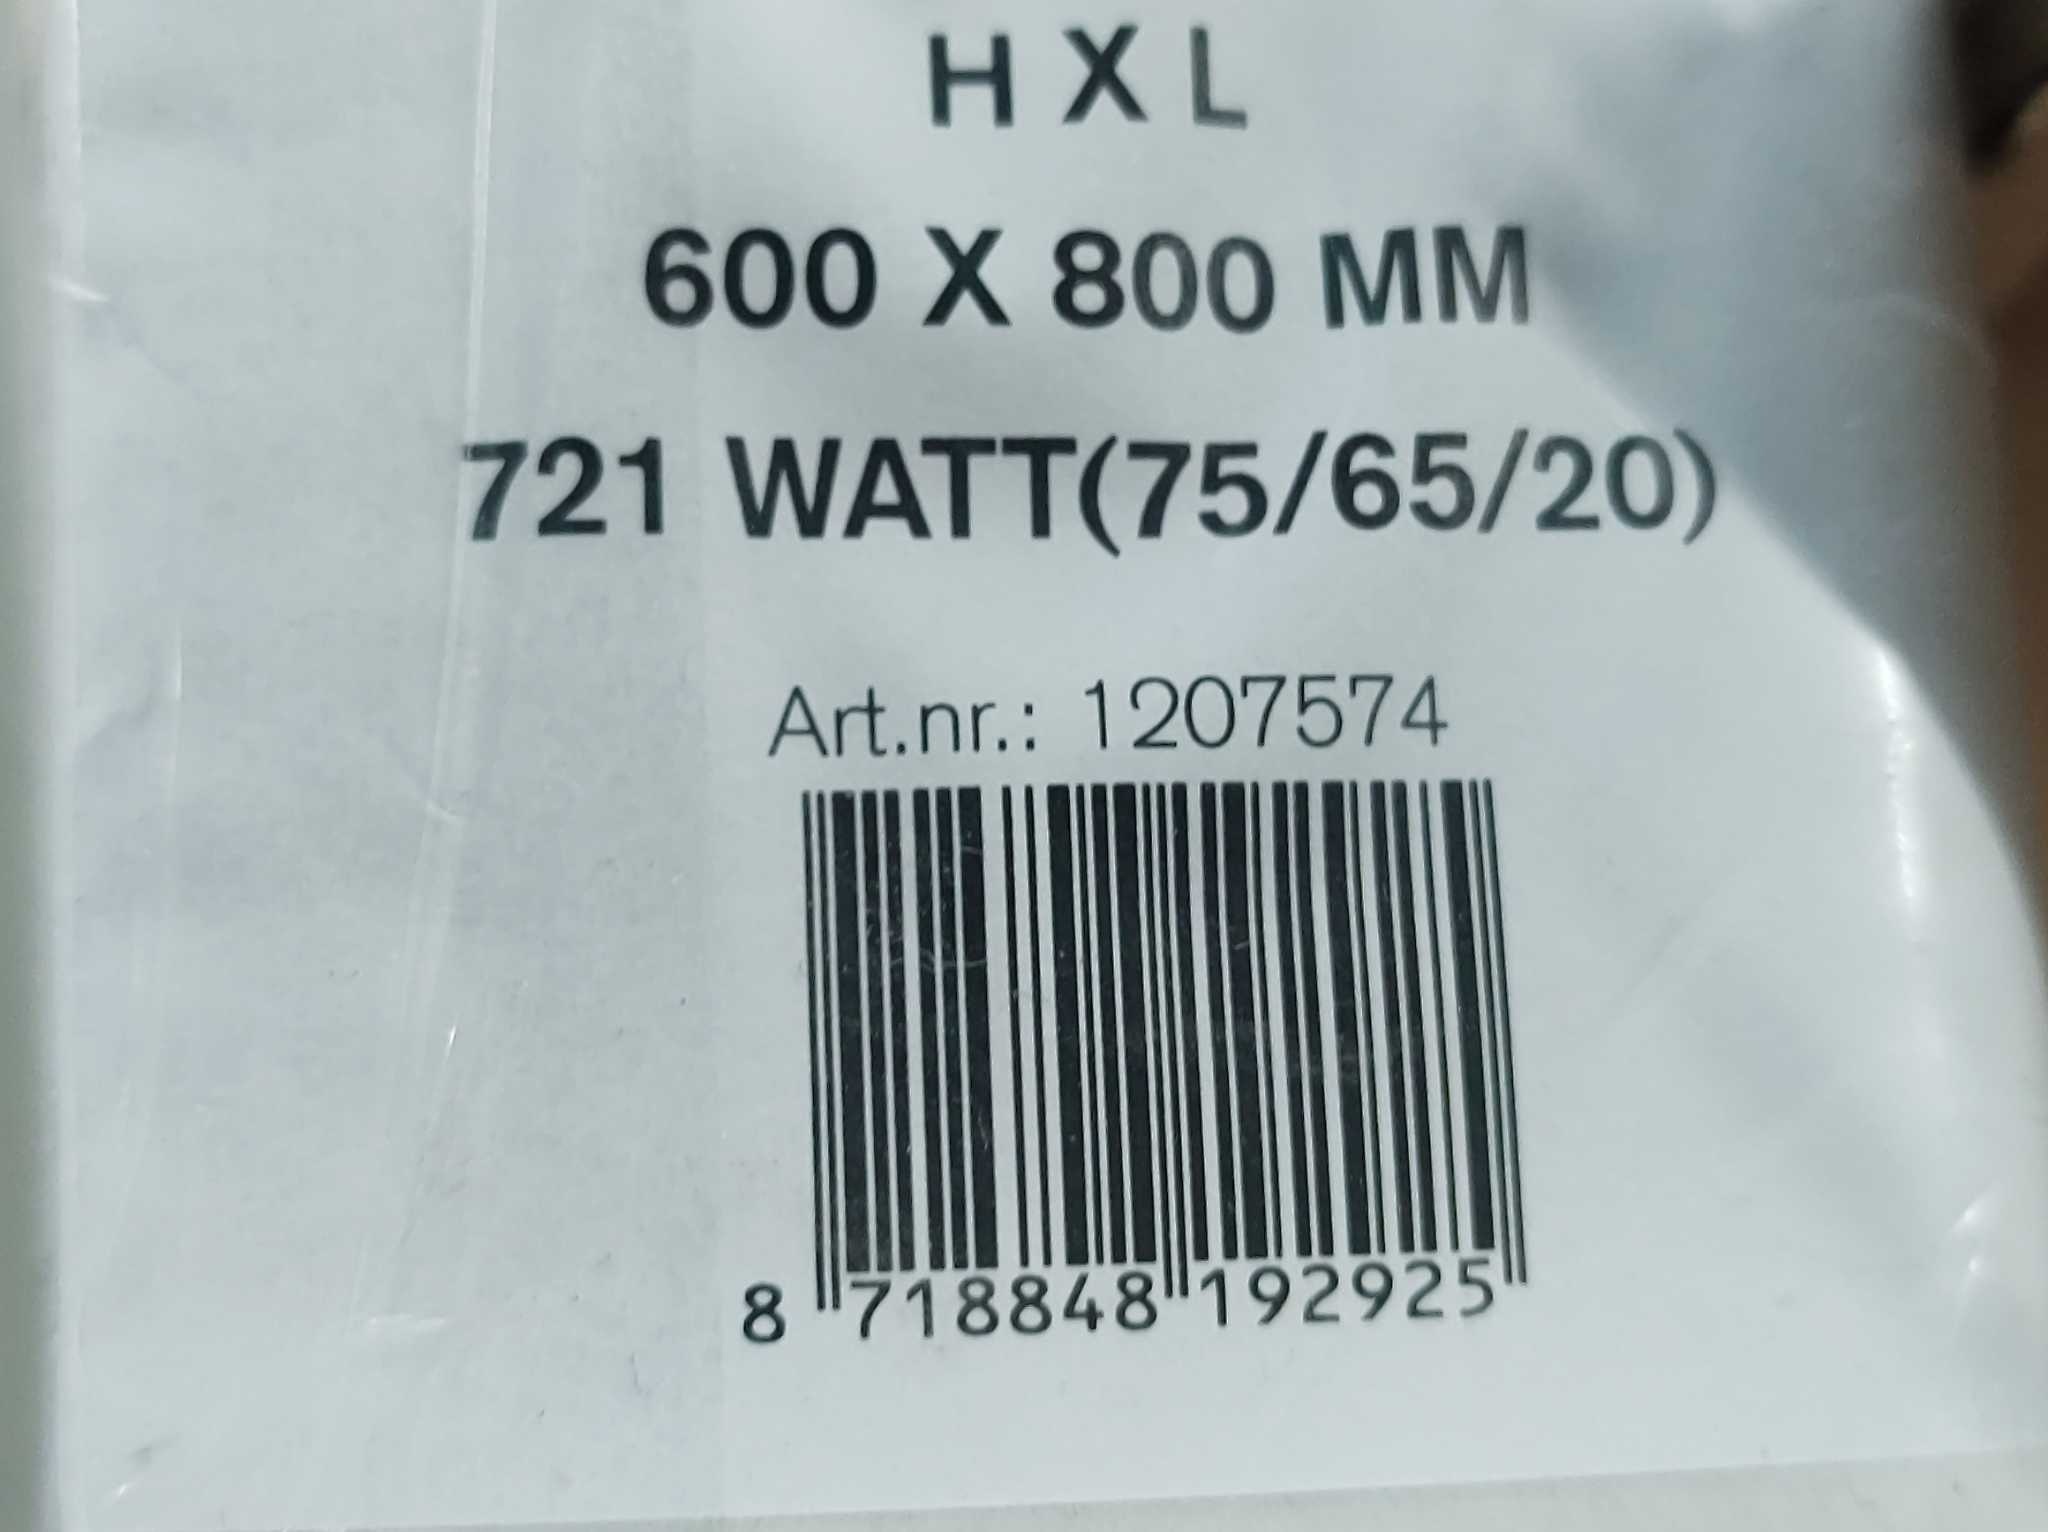 H X L
600 X 800 MM
721 WATT(75/65/20)
Art.nr.: 1207574
8 718848 192925